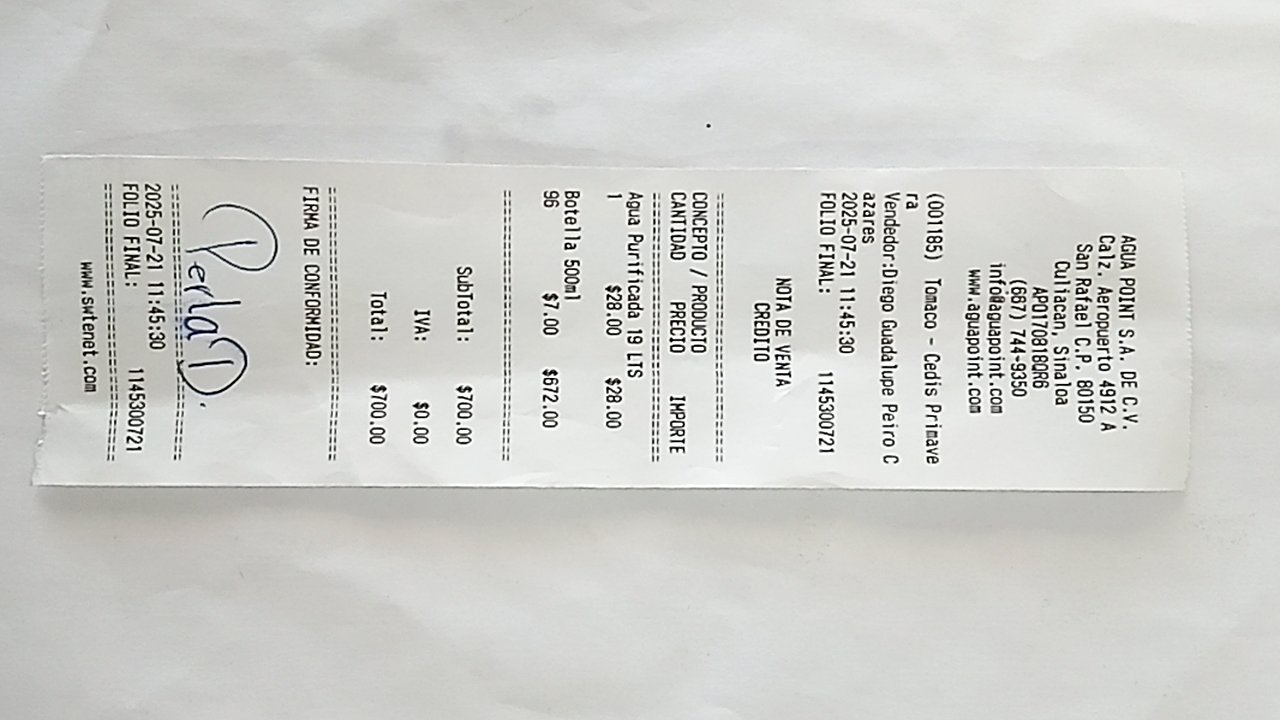 AGUA POINT S.A. DE C.V.
Calz. Aeropuerto 4912 A
San Rafael C.P. 80150
Culiacan, Sinaloa
APO170818QR6
(667) 744-9350
info@aguapoint.com
www.aguapoint.com
(001185) Tomaco - Cedis Primave
ra
Vendedor:Diego Guadalupe Peiro C
azares
2025-07-21 11:45:30
FOLIO FINAL: 1145300721
NOTA DE VENTA
CREDITO
================================
CONCEPTO / PRODUCTO
CANTIDAD PRECIO IMPORTE
================================
Agua Purificada 19 LTS
1 $28.00 $28.00
Botella 500ml
96 $7.00 $672.00
================================
SubTotal: $700.00
IVA: $0.00
Total: $700.00
================================
FIRMA DE CONFORMIDAD:
Perla D.
================================
2025-07-21 11:45:30
FOLIO FINAL: 1145300721
================================
www.swtenet.com